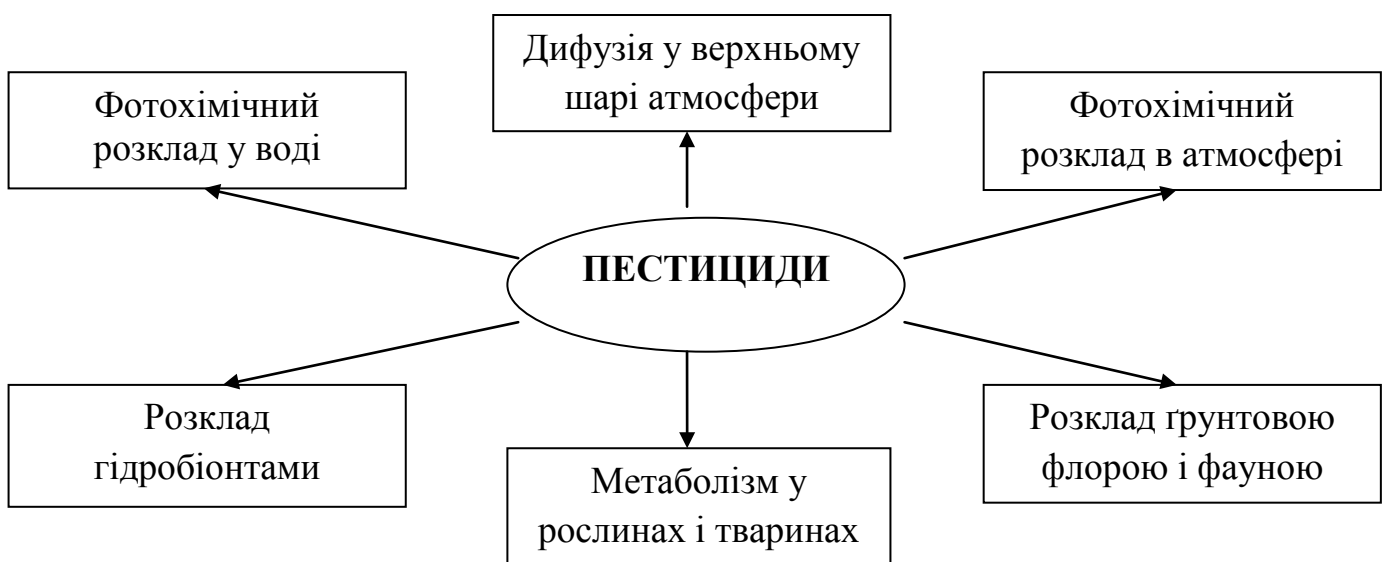 Дифузія у верхньому
шарі атмосфери
Фотохімічний
розклад у воді
Фотохімічний
розклад в атмосфері
ПЕСТИЦИДИ
Розклад
гідробіонтами
Метаболізм у
рослинах і тваринах
Розклад ґрунтовою
флорою і фауною